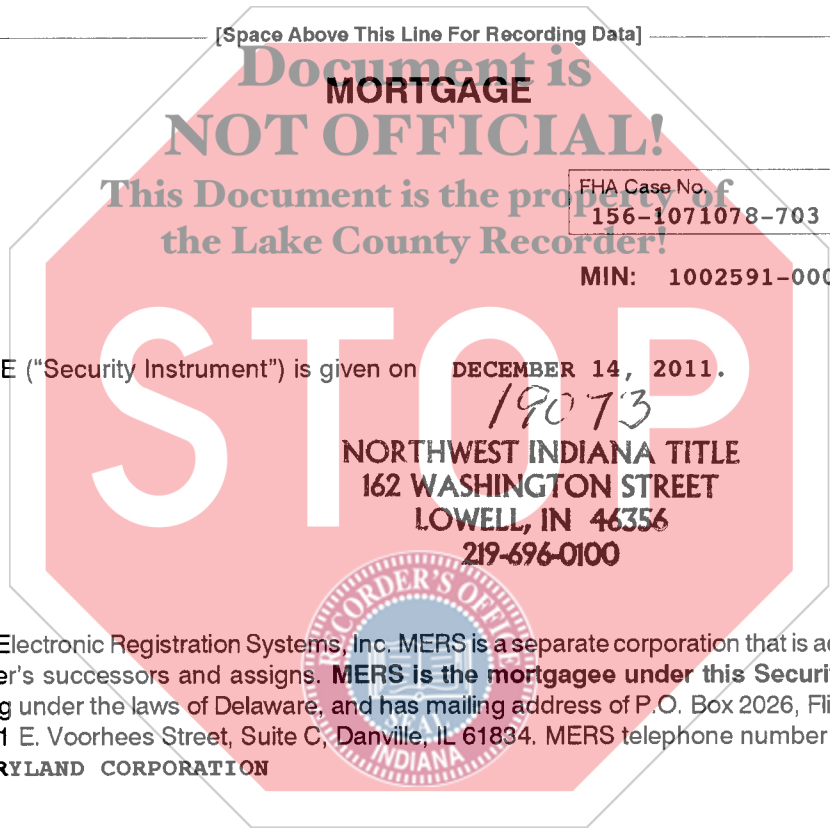 [Space Above This Line For Recording Data]
Document is
MORTGAGE
NOT OFFICIAL!
This Document is the property of
FHA Case No.
156-1071078-703
the Lake County Recorder!
MIN: 1002591-000
STOP
E ("Security Instrument") is given on DECEMBER 14, 2011.
19073
NORTHWEST INDIANA TITLE
162 WASHINGTON STREET
LOWELL, IN 46356
219-696-0100
RECORDER'S OFFICE
SEAL
INDIANA
Electronic Registration Systems, Inc. MERS is a separate corporation that is ac
er's successors and assigns. MERS is the mortgagee under this Securi
g under the laws of Delaware, and has mailing address of P.O. Box 2026, Fli
1 E. Voorhees Street, Suite C, Danville, IL 61834. MERS telephone number
RYLAND CORPORATION